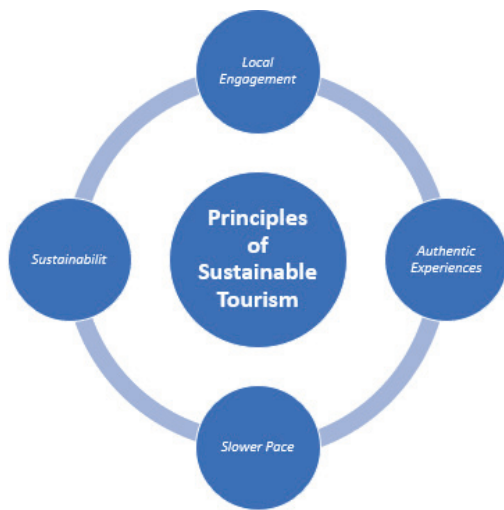 Local
Engagement
Principles
of
Sustainable
Tourism
Authentic
Experiences
Sustainabilit
Slower Pace